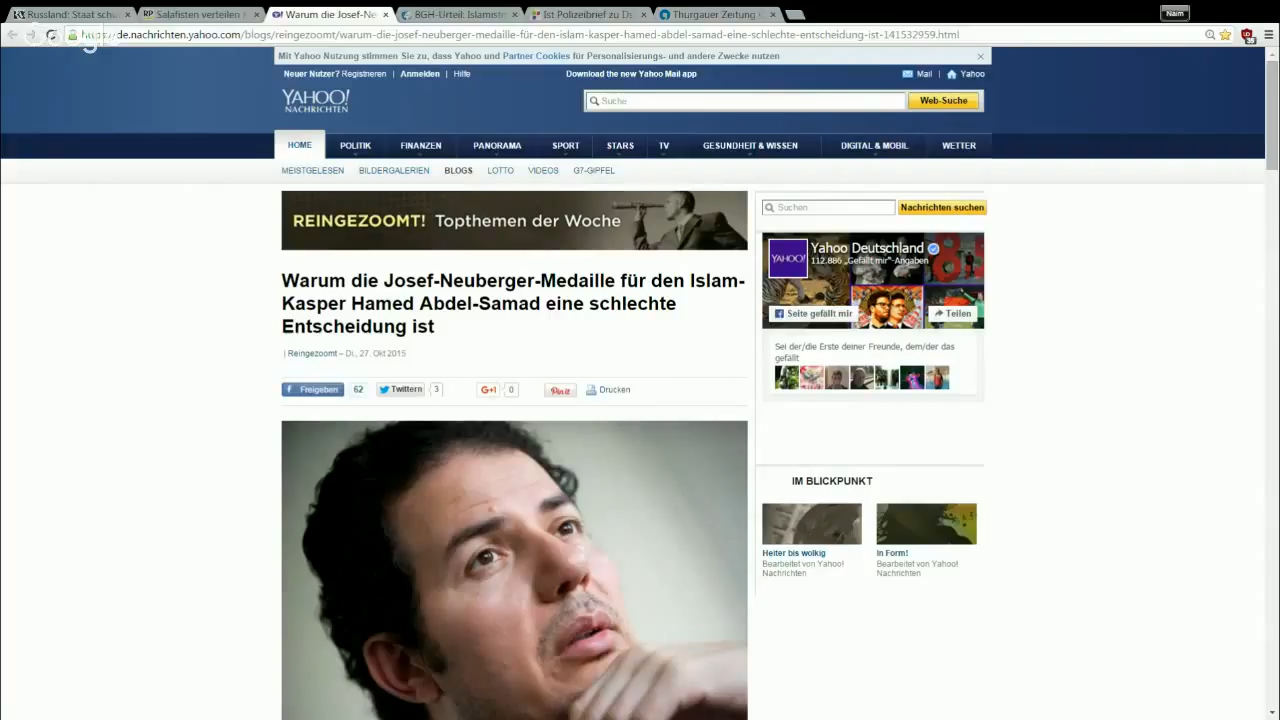 Russland: Staat schw
Salafisten verteilen
Warum die Josef-Ne
BGH-Urteil: Islamistm
Ist Polizeibrief zu Ds
Thurgauer Zeitung
Naim
de.nachrichten.yahoo.com/blogs/reingezoomt/warum-die-josef-neuberger-medaille-für-den-islam-kasper-hamed-abdel-samad-eine-schlechte-entscheidung-ist-141532959.html
Mit Yahoo Nutzung stimmen Sie zu, dass Yahoo und Partner Cookies für Personalisierungs- und andere Zwecke nutzen
Neuer Nutzer? Registrieren | Anmelden | Hilfe
Download the new Yahoo Mail app
Mail | Yahoo
YAHOO!
NACHRICHTEN
Suche
Web-Suche
HOME POLITIK FINANZEN PANORAMA SPORT STARS TV GESUNDHEIT & WISSEN DIGITAL & MOBIL WETTER
MEISTGELESEN BILDERGALERIEN BLOGS LOTTO VIDEOS G7-GIPFEL
REINGEZOOMT! Topthemen der Woche
Warum die Josef-Neuberger-Medaille für den Islam-
Kasper Hamed Abdel-Samad eine schlechte
Entscheidung ist
| Reingezoomt – Di., 27. Okt 2015
Freigeben 62 Twittern 3 G+1 0 Pin it Drucken
Suchen
Nachrichten suchen
YAHOO!
Yahoo Deutschland
112.886 „Gefällt mir“-Angaben
Seite gefällt mir
Teilen
Sei der/die Erste deiner Freunde, dem/der das
gefällt
IM BLICKPUNKT
Heiter bis wolkig
Bearbeitet von Yahoo!
Nachrichten
In Form!
Bearbeitet von Yahoo!
Nachrichten